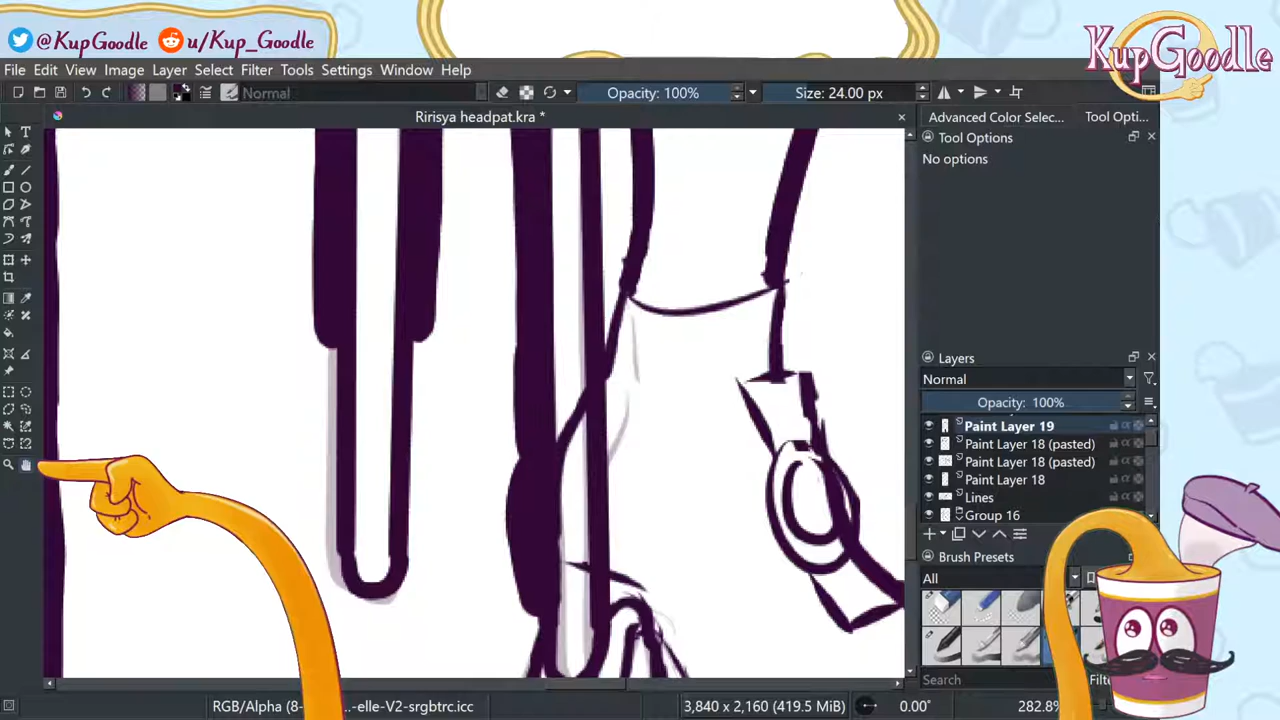 @KupGoodle u/Kup_Goodle
KupGoodle
File Edit View Image Layer Select Filter Tools Settings Window Help
Normal Opacity: 100% Size: 24.00 px
Ririsya headpat.kra *
Advanced Color Selec... Tool Opti...
Tool Options
No options
Layers
Normal
Opacity: 100%
Paint Layer 19
Paint Layer 18 (pasted)
Paint Layer 18 (pasted)
Paint Layer 18
Lines
Group 16
Brush Presets
All
Search
RGB/Alpha (8-...-elle-V2-srgbtrc.icc 3,840 x 2,160 (419.5 MiB) 0.00° 282.8%